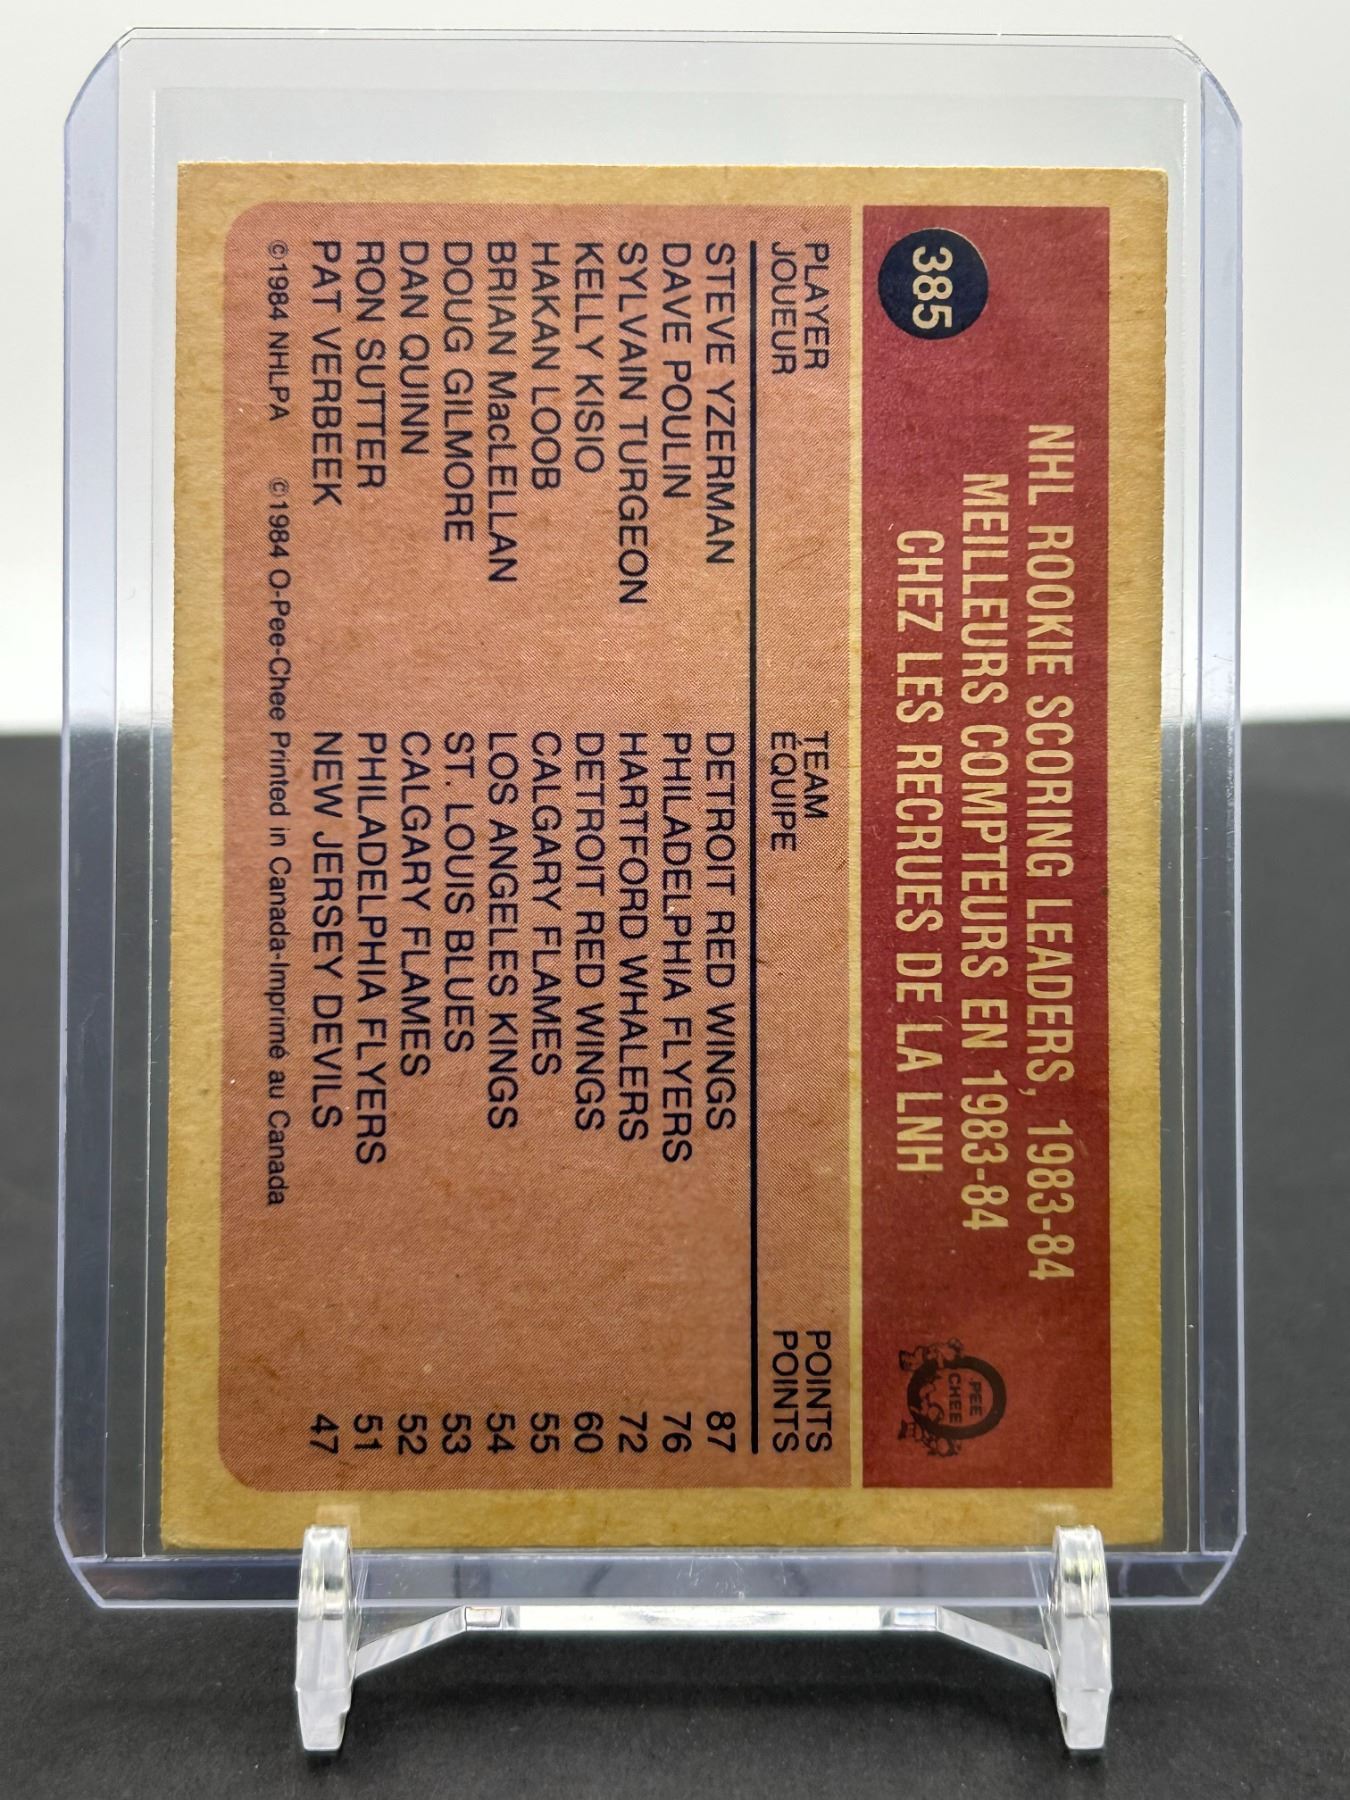 385
NHL ROOKIE SCORING LEADERS, 1983-84
MEILLEURS COMPTEURS EN 1983-84
CHEZ LES RECRUES DE LA LNH
O PEE CHEE
PLAYER TEAM POINTS
JOUEUR ÉQUIPE POINTS
STEVE YZERMAN DETROIT RED WINGS 87
DAVE POULIN PHILADELPHIA FLYERS 76
SYLVAIN TURGEON HARTFORD WHALERS 72
KELLY KISIO DETROIT RED WINGS 60
HAKAN LOOB CALGARY FLAMES 55
BRIAN MacLELLAN LOS ANGELES KINGS 54
DOUG GILMORE ST. LOUIS BLUES 53
DAN QUINN CALGARY FLAMES 52
RON SUTTER PHILADELPHIA FLYERS 51
PAT VERBEEK NEW JERSEY DEVILS 47
©1984 NHLPA ©1984 O-Pee-Chee Printed in Canada-Imprimé au Canada